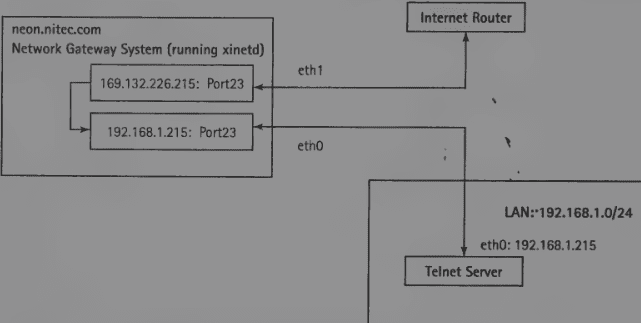 neon.nitec.com
Network Gateway System (running xinetd)
169.132.226.215: Port23
192.168.1.215: Port23
eth1
eth0
Internet Router
LAN: 192.168.1.0/24
eth0: 192.168.1.215
Telnet Server